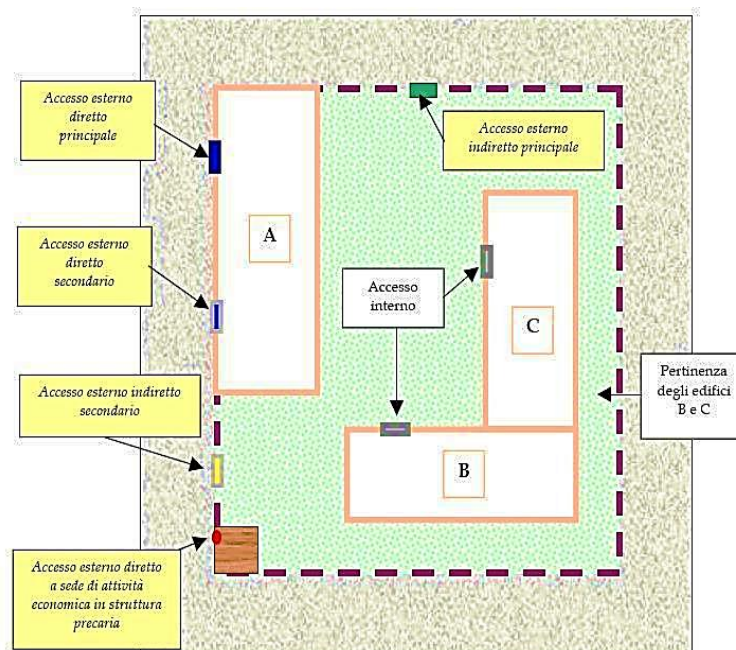 Accesso esterno
diretto
principale
Accesso esterno
indiretto principale
A
Accesso esterno
diretto
secondario
Accesso
interno
C
Pertinenza
degli edifici
B e C
Accesso esterno indiretto
secondario
B
Accesso esterno diretto
a sede di attività
economica in struttura
precaria